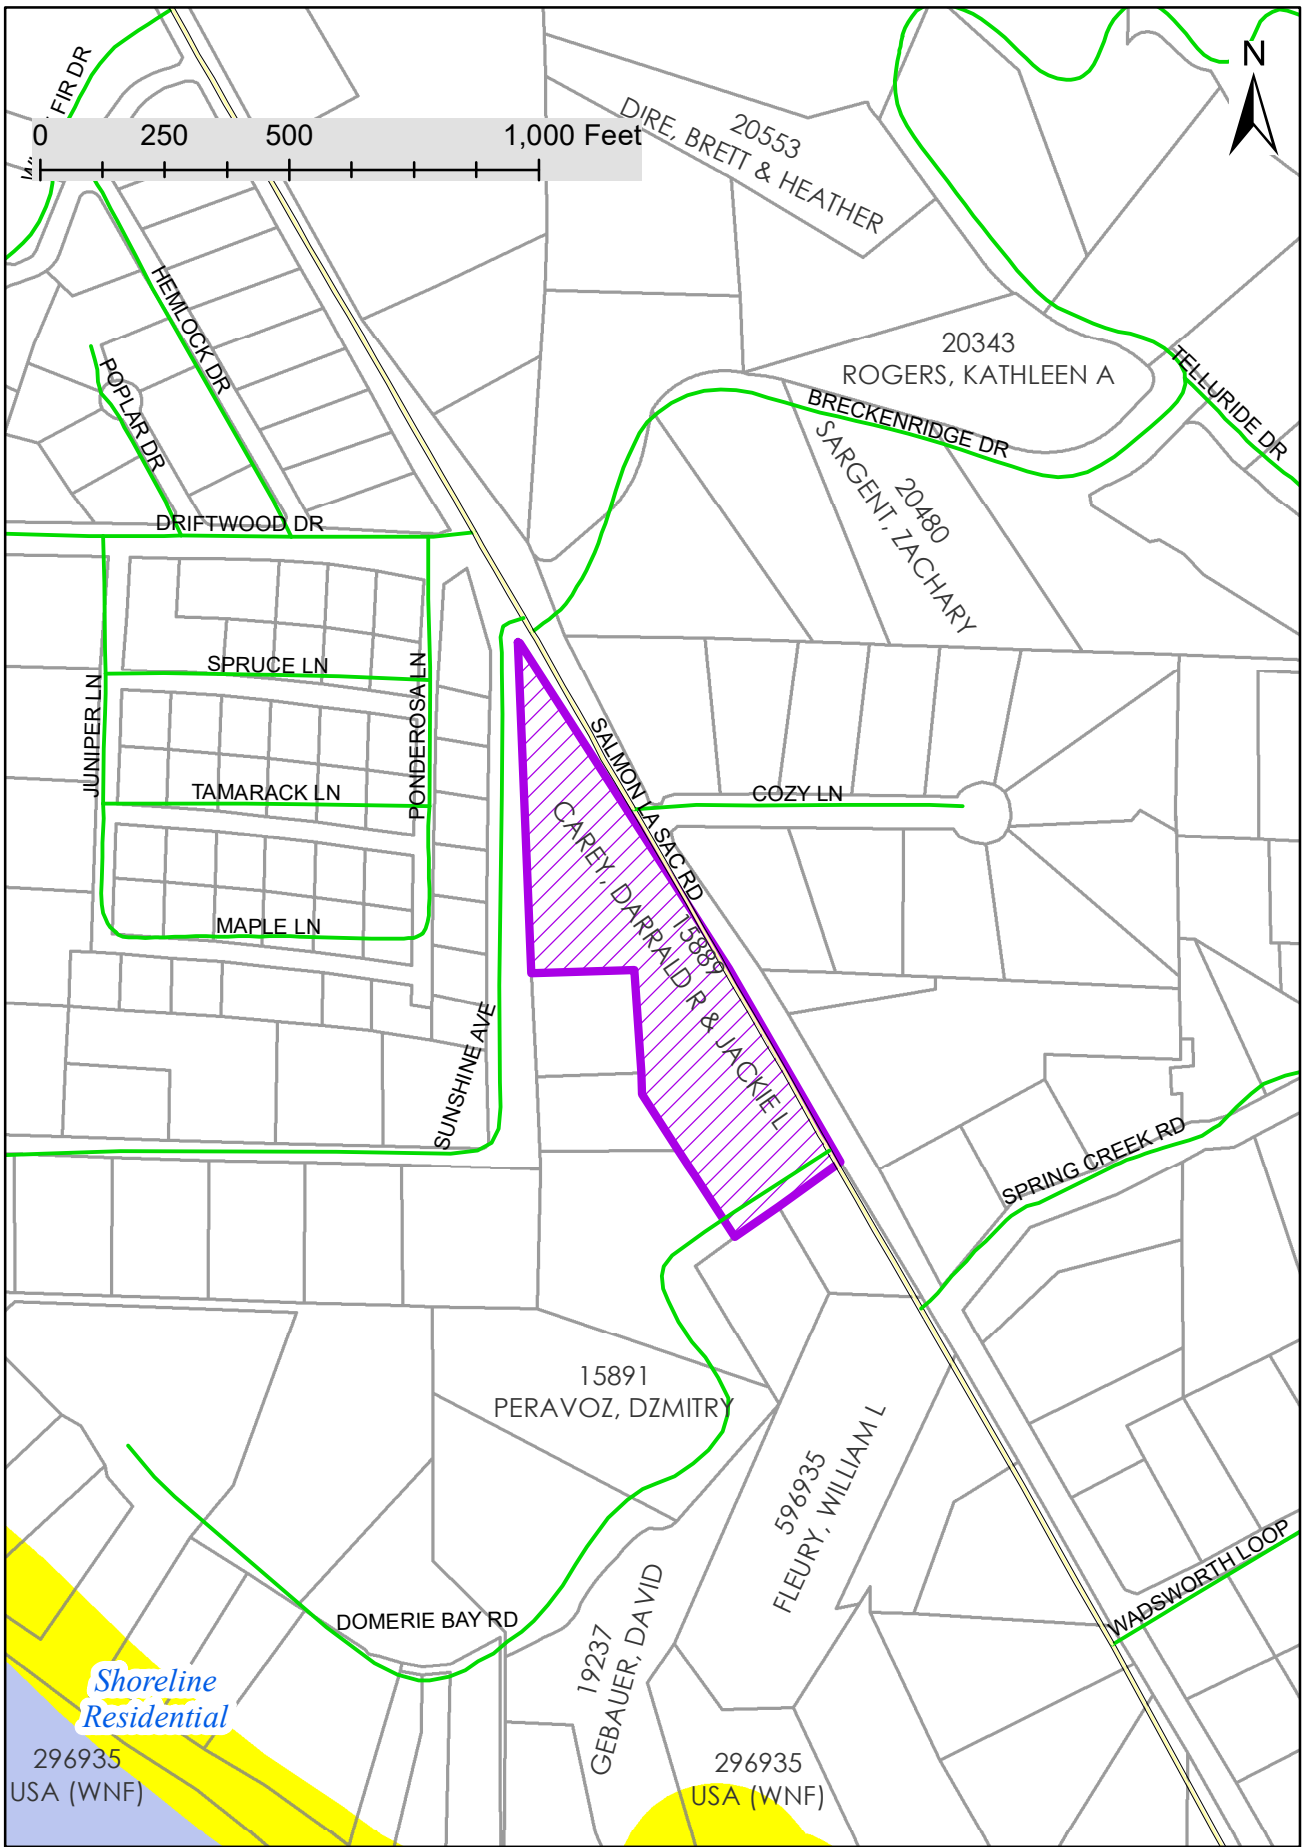 N
FIR DR
0 250 500 1,000 Feet
20553
DIRE, BRETT & HEATHER
HEMLOCK DR
POPLAR DR
20343
ROGERS, KATHLEEN A
TELLURIDE DR
BRECKENRIDGE DR
20480
SARGENT, ZACHARY
DRIFTWOOD DR
SPRUCE LN
JUNIPER LN
PONDEROSA LN
TAMARACK LN
MAPLE LN
SALMON LA SAC RD
COZY LN
15889
CAREY, DARRALD R & JACKIE L
SUNSHINE AVE
SPRING CREEK RD
15891
PERAVOZ, DZMITRY
596935
FLEURY, WILLIAM L
WADSWORTH LOOP
DOMERIE BAY RD
19237
GEBAUER, DAVID
Shoreline
Residential
296935
USA (WNF)
296935
USA (WNF)